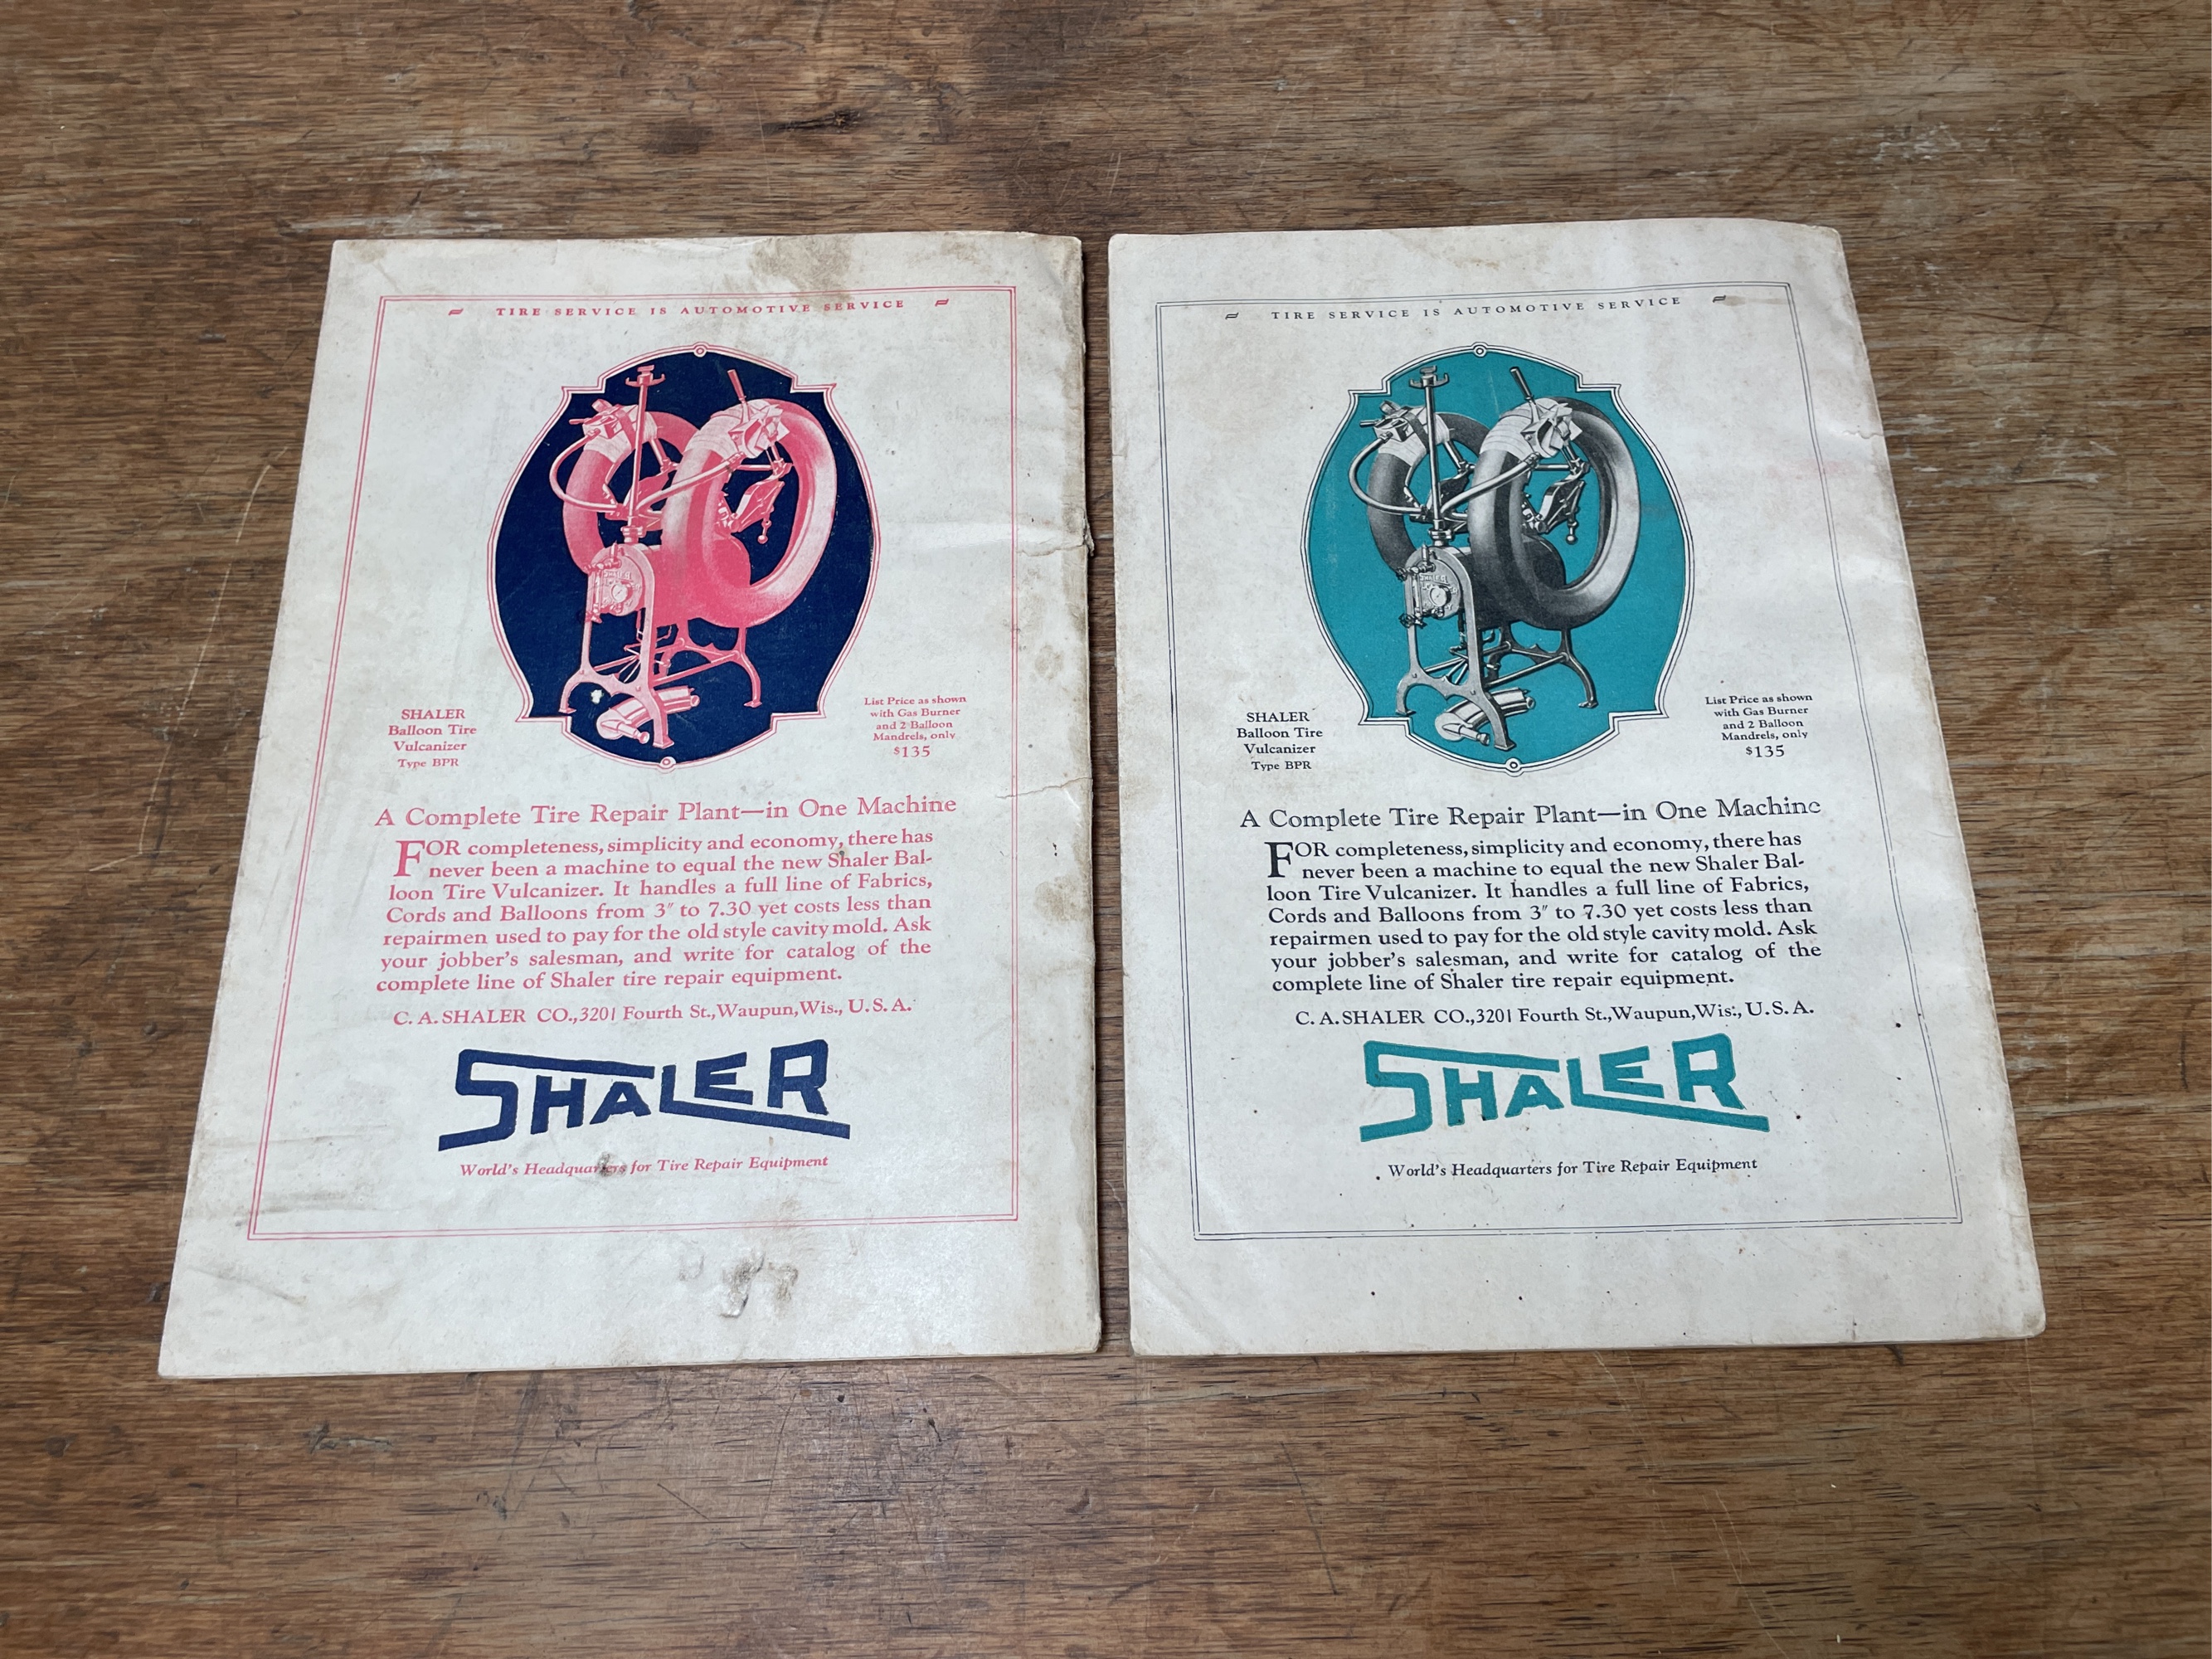 TIRE SERVICE IS AUTOMOTIVE SERVICE
SHALER
Balloon Tire
Vulcanizer
Type BPR
List Price as shown
with Gas Burner
and 2 Balloon
Mandrels, only
$135
A Complete Tire Repair Plant—in One Machine
FOR completeness, simplicity and economy, there has
never been a machine to equal the new Shaler Bal-
loon Tire Vulcanizer. It handles a full line of Fabrics,
Cords and Balloons from 3″ to 7.30 yet costs less than
repairmen used to pay for the old style cavity mold. Ask
your jobber's salesman, and write for catalog of the
complete line of Shaler tire repair equipment.
C. A. SHALER CO., 3201 Fourth St., Waupun, Wis., U. S. A.
SHALER
World's Headquarters for Tire Repair Equipment
TIRE SERVICE IS AUTOMOTIVE SERVICE
SHALER
SHALER
Balloon Tire
Vulcanizer
Type BPR
List Price as shown
with Gas Burner
and 2 Balloon
Mandrels, only
$135
A Complete Tire Repair Plant—in One Machine
FOR completeness, simplicity and economy, there has
never been a machine to equal the new Shaler Bal-
loon Tire Vulcanizer. It handles a full line of Fabrics,
Cords and Balloons from 3″ to 7.30 yet costs less than
repairmen used to pay for the old style cavity mold. Ask
your jobber's salesman, and write for catalog of the
complete line of Shaler tire repair equipment.
C. A. SHALER CO., 3201 Fourth St., Waupun, Wis., U. S. A.
SHALER
World's Headquarters for Tire Repair Equipment